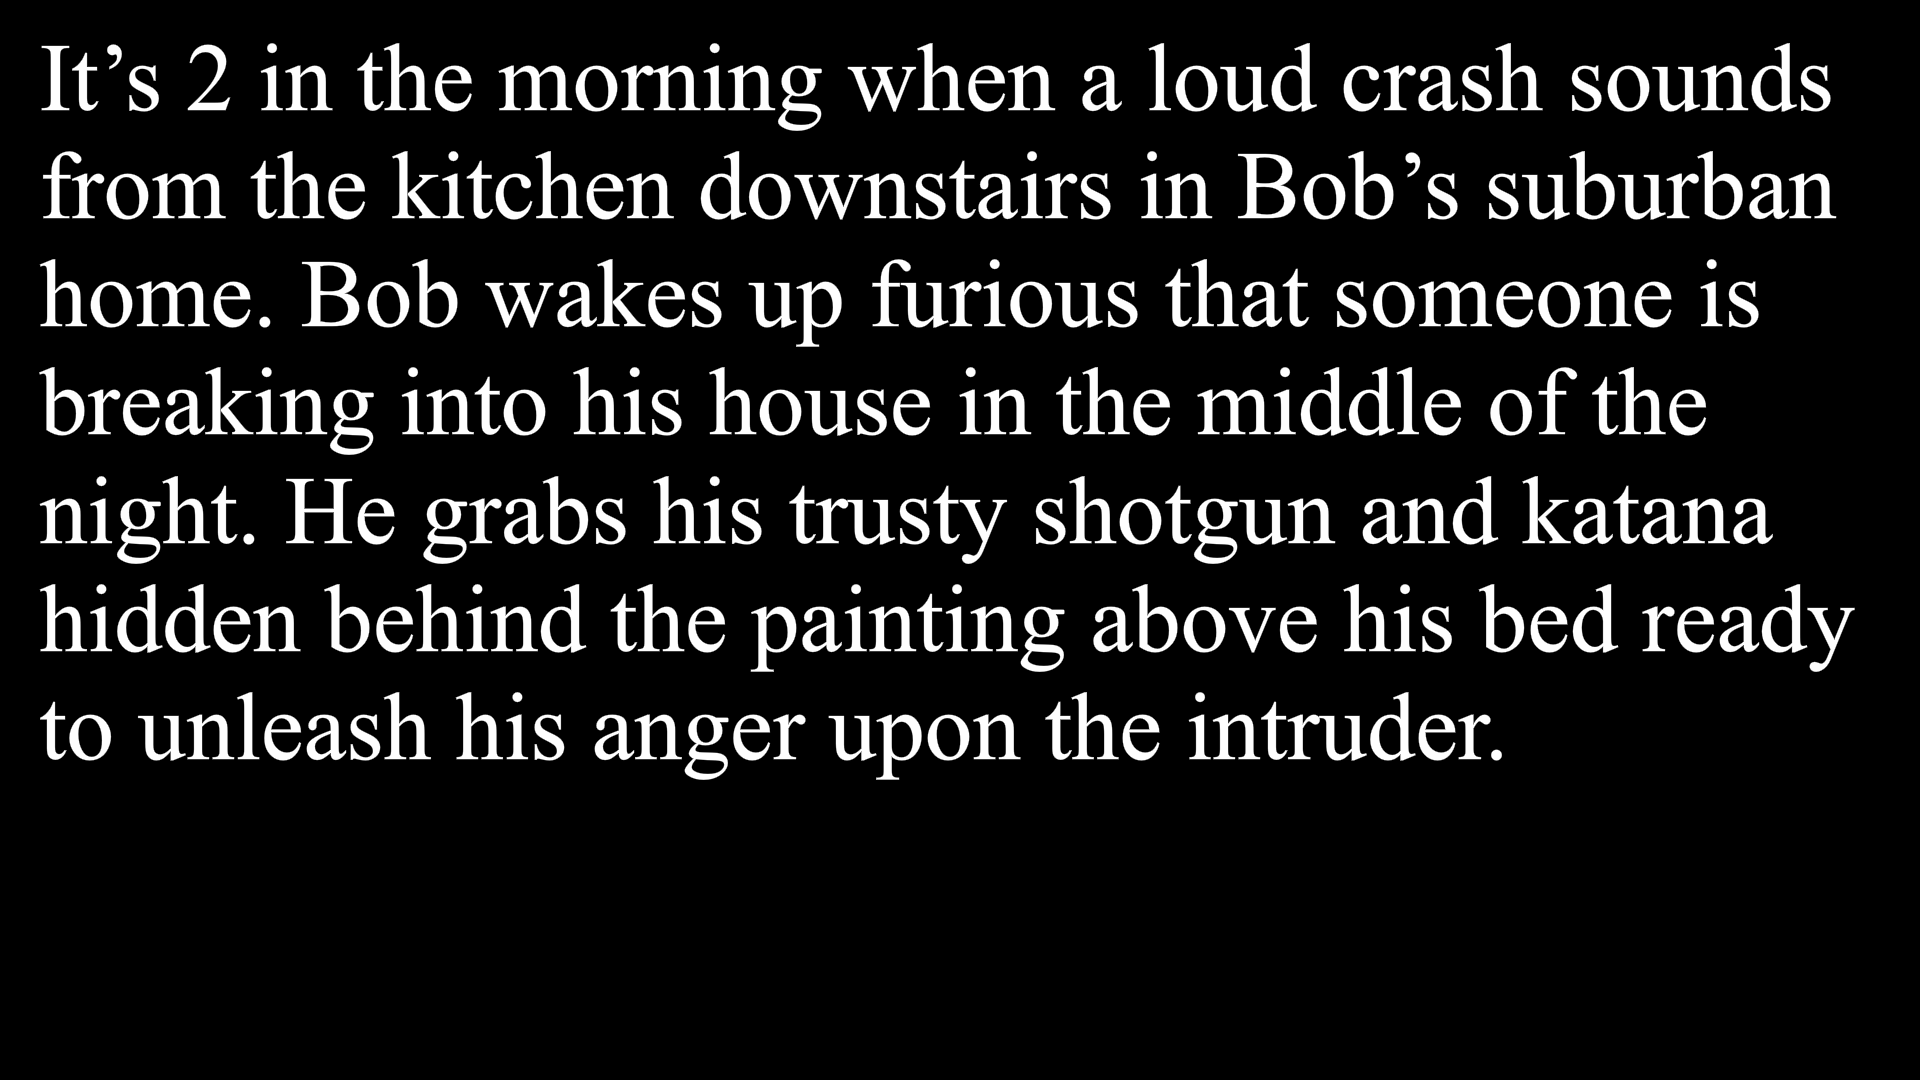 It’s 2 in the morning when a loud crash sounds
from the kitchen downstairs in Bob’s suburban
home. Bob wakes up furious that someone is
breaking into his house in the middle of the
night. He grabs his trusty shotgun and katana
hidden behind the painting above his bed ready
to unleash his anger upon the intruder.